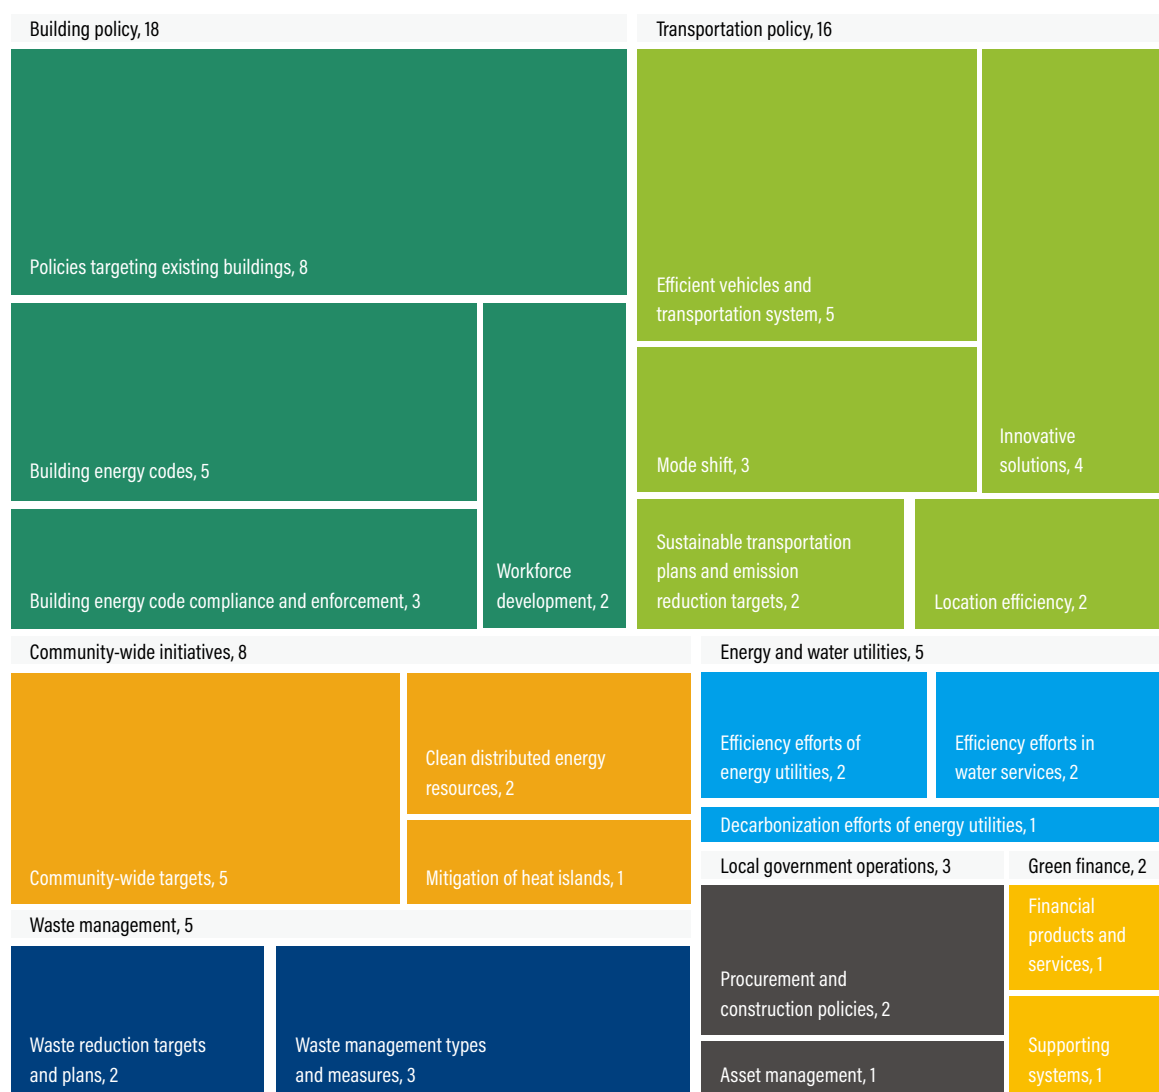 Building policy, 18
Policies targeting existing buildings, 8
Building energy codes, 5
Building energy code compliance and enforcement, 3
Workforce
development, 2
Transportation policy, 16
Efficient vehicles and
transportation system, 5
Mode shift, 3
Innovative
solutions, 4
Sustainable transportation
plans and emission
reduction targets, 2
Location efficiency, 2
Community-wide initiatives, 8
Community-wide targets, 5
Clean distributed energy
resources, 2
Mitigation of heat islands, 1
Energy and water utilities, 5
Efficiency efforts of
energy utilities, 2
Efficiency efforts in
water services, 2
Decarbonization efforts of energy utilities, 1
Waste management, 5
Waste reduction targets
and plans, 2
Waste management types
and measures, 3
Local government operations, 3
Procurement and
construction policies, 2
Asset management, 1
Green finance, 2
Financial
products and
services, 1
Supporting
systems, 1